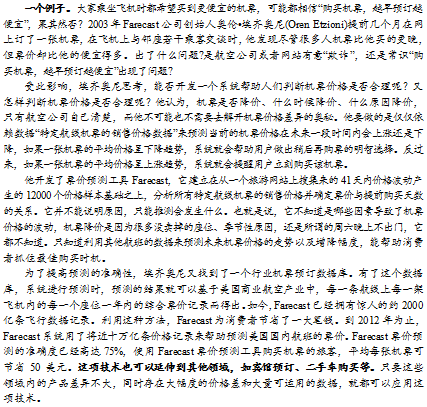 一个例子。大家乘坐飞机时都希望买到更便宜的机票，可能都相信“购买机票，越早预订越
便宜”，果其然否？2003 年 Farecast 公司创始人奥伦•埃齐奥尼(Oren Etzioni)提前几个月在网
上订了一张机票，在飞机上与邻座若干乘客交谈时，他发现尽管很多人机票比他买的更晚，
但票价却比他的便宜得多。出了什么问题？是航空公司或者网站有意“欺诈”，还是常识“购
买机票，越早预订越便宜”出现了问题？
受此影响，埃齐奥尼思考，能否开发一个系统帮助人们判断机票价格是否合理呢？又
怎样判断机票价格是否合理呢？他认为，机票是否降价、什么时候降价、什么原因降价，
只有航空公司自己清楚，而他不可能也不需要去解开机票价格差异的奥秘。他要做的是仅仅依
赖数据“特定航线机票的销售价格数据”来预测当前的机票价格在未来一段时间内会上涨还是下
降，如果一张机票的平均价格呈下降趋势，系统就会帮助用户做出稍后再购票的明智选择。反过
来，如果一张机票的平均价格呈上涨趋势，系统就会提醒用户立刻购买该机票。
他开发了票价预测工具 Farecast，它建立在从一个旅游网站上搜集来的 41 天内价格波动产
生的 12000 个价格样本基础之上，分析所有特定航线机票的销售价格并确定票价与提前购买天数
的关系。它并不能说明原因，只能推测会发生什么。也就是说，它不知道是哪些因素导致了机票
价格的波动，机票降价是因为很多没卖掉的座位、季节性原因，还是所谓的周六晚上不出门，它
都不知道。只知道利用其他航班的数据来预测未来机票价格的走势以及增降幅度，能帮助消费
者抓住最佳购买时机。
为了提高预测的准确性，埃齐奥尼又找到了一个行业机票预订数据库。有了这个数据
库，系统进行预测时，预测的结果就可以基于美国商业航空产业中，每一条航线上每一架
飞机内的每一个座位一年内的综合票价记录而得出。如今，Farecast 已经拥有惊人的约 2000
亿条飞行数据记录。利用这种方法，Farecast 为消费者节省了一大笔钱。到 2012 年为止，
Farecast 系统用了将近十万亿条价格记录来帮助预测美国国内航班的票价。Farecast 票价预
测的准确度已经高达 75%，使用 Farecast 票价预测工具购买机票的旅客，平均每张机票可
节省 50 美元。这项技术也可以延伸到其他领域，如宾馆预订、二手车购买等。只要这些
领域内的产品差异不大，同时存在大幅度的价格差和大量可运用的数据，就都可以应用这
项技术。